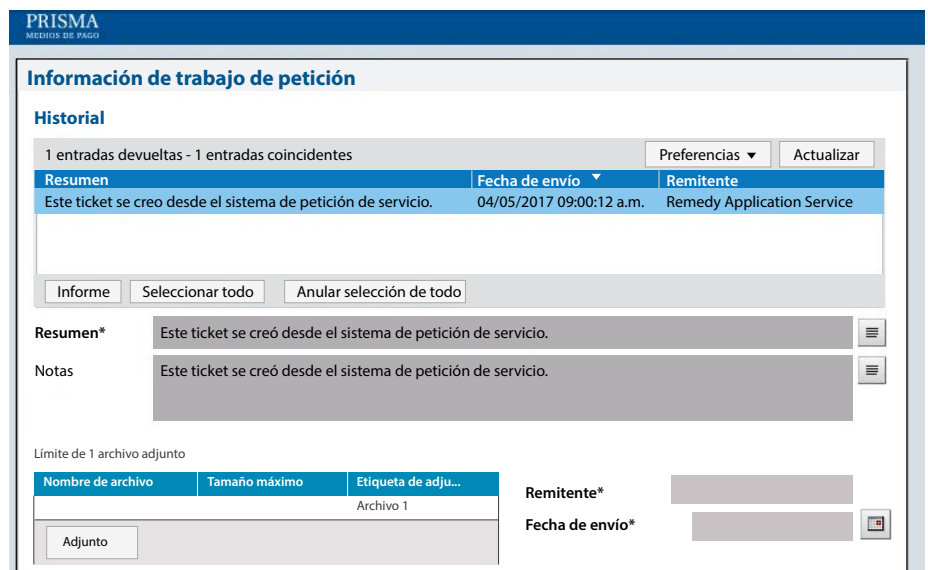 PRISMA
MEDIOS DE PAGO
Información de trabajo de petición
Historial
1 entradas devueltas - 1 entradas coincidentes Preferencias Actualizar
Resumen Fecha de envío Remitente
Este ticket se creo desde el sistema de petición de servicio. 04/05/2017 09:00:12 a.m. Remedy Application Service
Informe Seleccionar todo Anular selección de todo
Resumen* Este ticket se creó desde el sistema de petición de servicio.
Notas Este ticket se creó desde el sistema de petición de servicio.
Límite de 1 archivo adjunto
Nombre de archivo Tamaño máximo Etiqueta de adju...
Archivo 1
Remitente*
Fecha de envío*
Adjunto